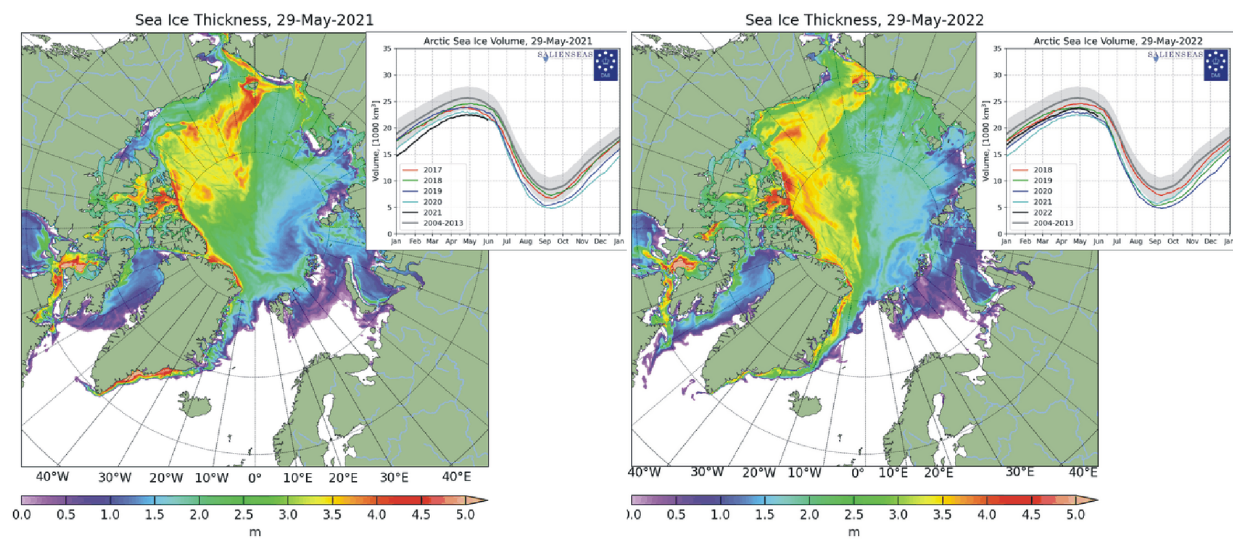 Sea Ice Thickness, 29-May-2021
Arctic Sea Ice Volume, 29-May-2021
SALIENSEAS
DMI
Volume, [1000 km³]
35
30
25
20
15
10
5
0
2017
2018
2019
2020
2021
2004-2013
Jan Feb Mar Apr May Jun Jul Aug Sep Oct Nov Dec Jan
40°W 30°W 20°W 10°W 0° 10°E 20°E 30°E 40°E
0.0 0.5 1.0 1.5 2.0 2.5 3.0 3.5 4.0 4.5 5.0
m
Sea Ice Thickness, 29-May-2022
Arctic Sea Ice Volume, 29-May-2022
SALIENSEAS
DMI
Volume, [1000 km³]
35
30
25
20
15
10
5
0
2018
2019
2020
2021
2022
2004-2013
Jan Feb Mar Apr May Jun Jul Aug Sep Oct Nov Dec Jan
40°W 30°W 20°W 10°W 0° 10°E 20°E 30°E 40°E
.0 0.5 1.0 1.5 2.0 2.5 3.0 3.5 4.0 4.5 5.0
m